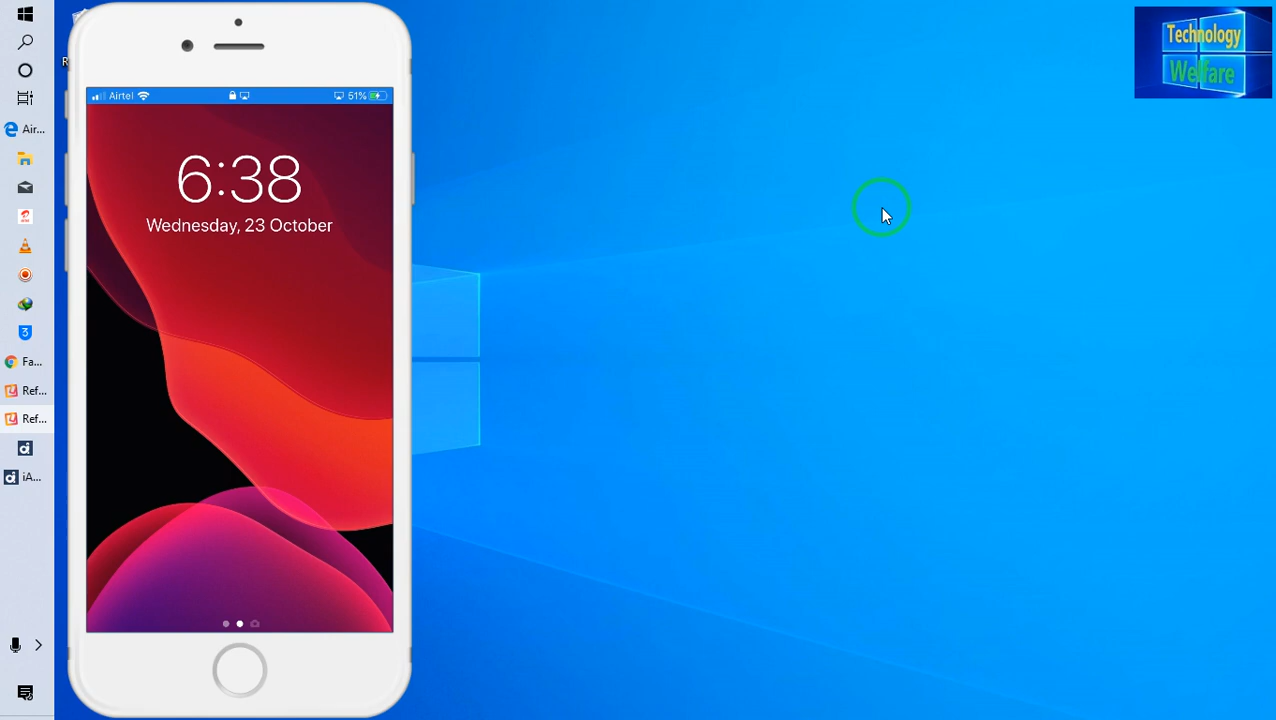 Technology
Welfare
R
Airtel
51%
6:38
Wednesday, 23 October
Air...
Fa...
Ref...
Ref...
iA...